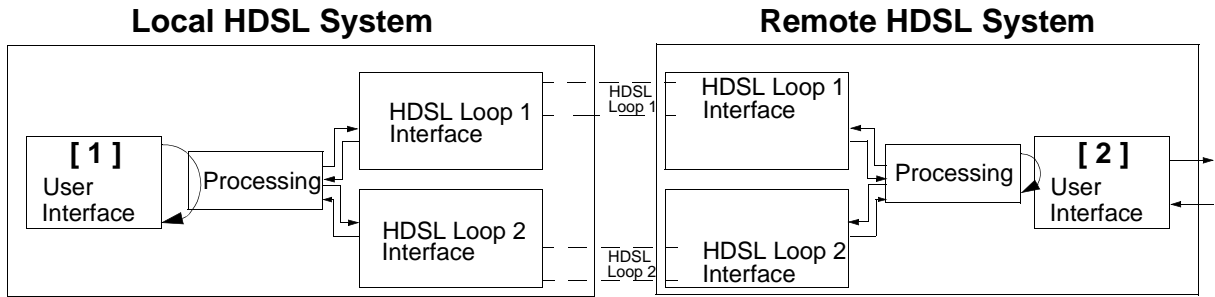 Local HDSL System
Remote HDSL System
HDSL Loop 1
Interface
HDSL
Loop 1
HDSL Loop 1
Interface
[ 1 ]
User
Interface
Processing
Processing
[ 2 ]
User
Interface
HDSL Loop 2
Interface
HDSL
Loop 2
HDSL Loop 2
Interface